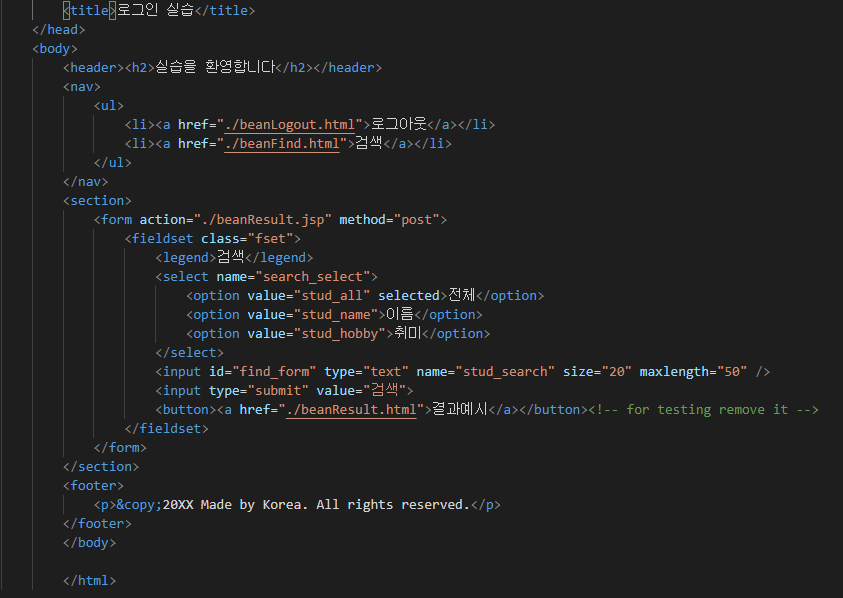 <title>로그인 실습</title>
</head>
<body>
<header><h2>실습을 환영합니다</h2></header>
<nav>
<ul>
<li><a href="./beanLogout.html">로그아웃</a></li>
<li><a href="./beanFind.html">검색</a></li>
</ul>
</nav>
<section>
<form action="./beanResult.jsp" method="post">
<fieldset class="fset">
<legend>검색</legend>
<select name="search_select">
<option value="stud_all" selected>전체</option>
<option value="stud_name">이름</option>
<option value="stud_hobby">취미</option>
</select>
<input id="find_form" type="text" name="stud_search" size="20" maxlength="50" />
<input type="submit" value="검색">
<button><a href="./beanResult.html">결과예시</a></button><!-- for testing remove it -->
</fieldset>
</form>
</section>
<footer>
<p>&copy;20XX Made by Korea. All rights reserved.</p>
</footer>
</body>
</html>